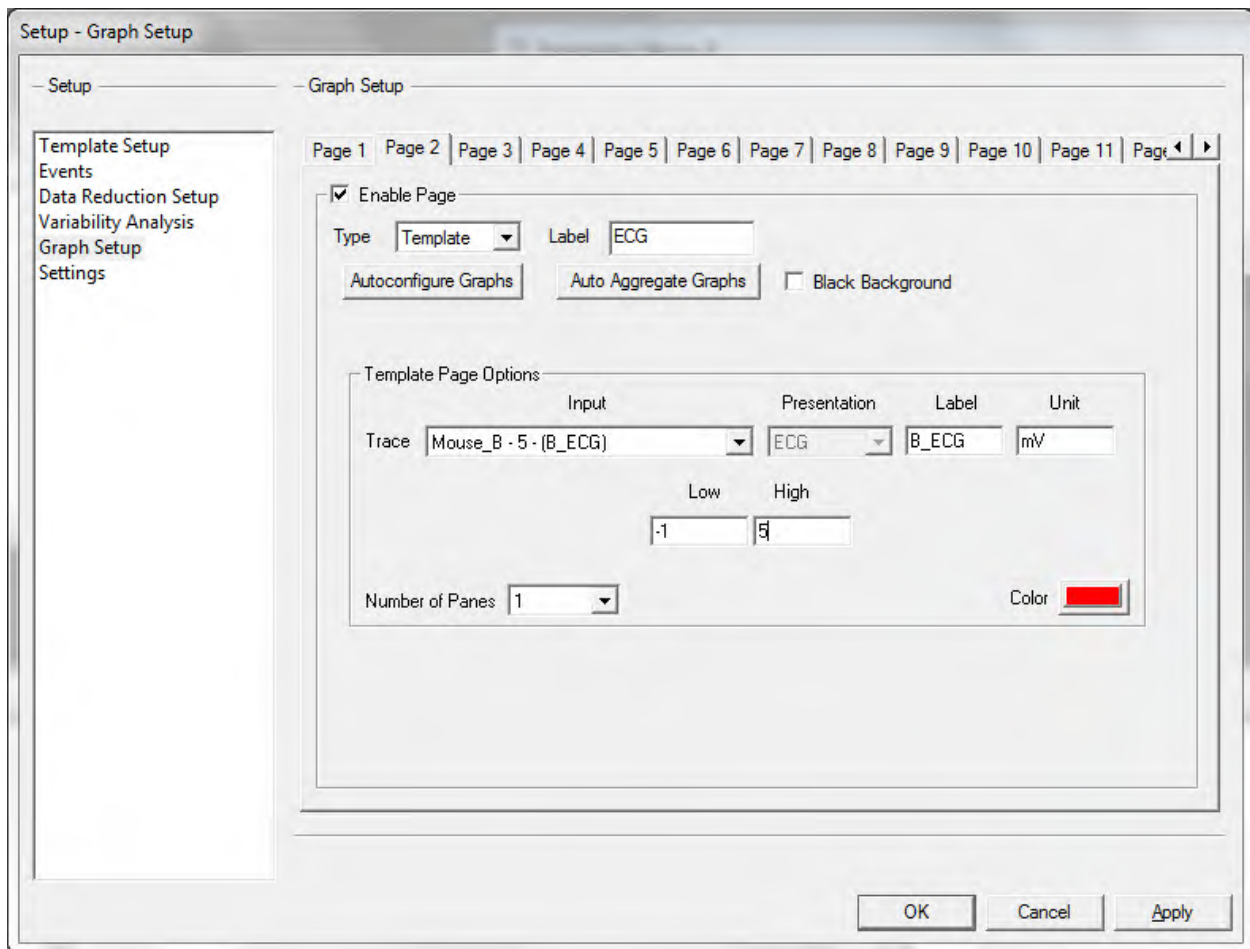 Setup - Graph Setup
Setup
Template Setup
Events
Data Reduction Setup
Variability Analysis
Graph Setup
Settings
Graph Setup
Page 1 Page 2 Page 3 Page 4 Page 5 Page 6 Page 7 Page 8 Page 9 Page 10 Page 11 Page
Enable Page
Type Template Label ECG
Autoconfigure Graphs Auto Aggregate Graphs Black Background
Template Page Options
Input Presentation Label Unit
Trace Mouse_B - 5 - (B_ECG) ECG B_ECG mV
Low High
-1 5
Number of Panes 1 Color
OK Cancel Apply